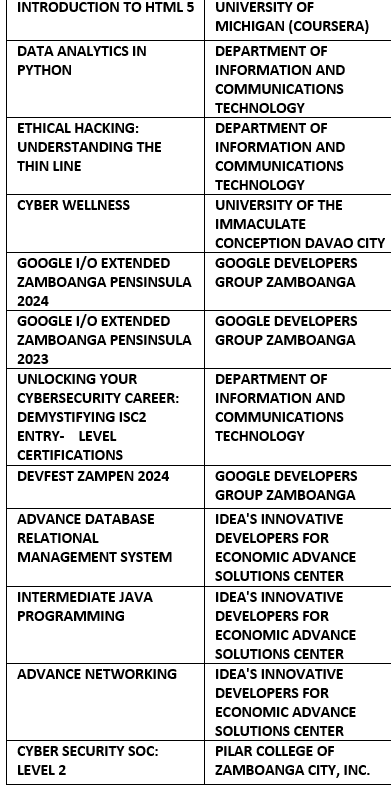 INTRODUCTION TO HTML 5
UNIVERSITY OF
MICHIGAN (COURSERA)
DATA ANALYTICS IN
PYTHON
DEPARTMENT OF
INFORMATION AND
COMMUNICATIONS
TECHNOLOGY
ETHICAL HACKING:
UNDERSTANDING THE
THIN LINE
DEPARTMENT OF
INFORMATION AND
COMMUNICATIONS
TECHNOLOGY
CYBER WELLNESS
UNIVERSITY OF THE
IMMACULATE
CONCEPTION DAVAO CITY
GOOGLE I/O EXTENDED
ZAMBOANGA PENSINSULA
2024
GOOGLE DEVELOPERS
GROUP ZAMBOANGA
GOOGLE I/O EXTENDED
ZAMBOANGA PENSINSULA
2023
GOOGLE DEVELOPERS
GROUP ZAMBOANGA
UNLOCKING YOUR
CYBERSECURITY CAREER:
DEMYSTIFYING ISC2
ENTRY- LEVEL
CERTIFICATIONS
DEPARTMENT OF
INFORMATION AND
COMMUNICATIONS
TECHNOLOGY
DEVFEST ZAMPEN 2024
GOOGLE DEVELOPERS
GROUP ZAMBOANGA
ADVANCE DATABASE
RELATIONAL
MANAGEMENT SYSTEM
IDEA'S INNOVATIVE
DEVELOPERS FOR
ECONOMIC ADVANCE
SOLUTIONS CENTER
INTERMEDIATE JAVA
PROGRAMMING
IDEA'S INNOVATIVE
DEVELOPERS FOR
ECONOMIC ADVANCE
SOLUTIONS CENTER
ADVANCE NETWORKING
IDEA'S INNOVATIVE
DEVELOPERS FOR
ECONOMIC ADVANCE
SOLUTIONS CENTER
CYBER SECURITY SOC:
LEVEL 2
PILAR COLLEGE OF
ZAMBOANGA CITY, INC.